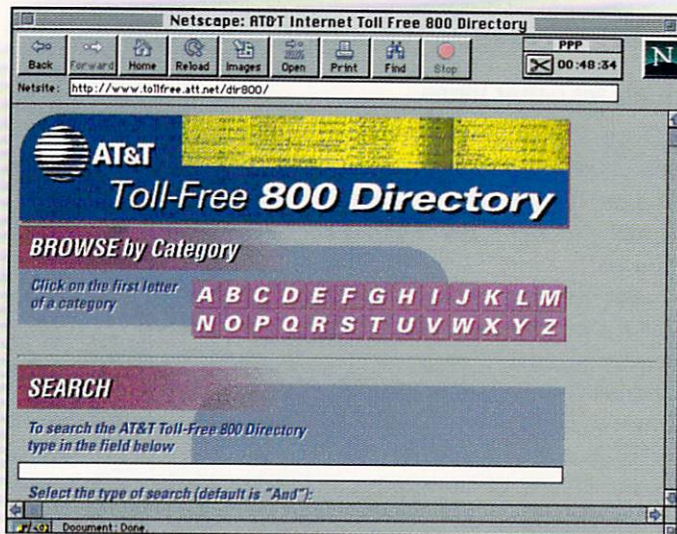 Netscape: AT&T Internet Toll Free 800 Directory
Back Forward Home Reload Images Open Print Find Stop
PPP
00:48:34
N
Netsite: http://www.tollfree.att.net/dir800/
AT&T
Toll-Free 800 Directory
BROWSE by Category
Click on the first letter
of a category
A B C D E F G H I J K L M
N O P Q R S T U V W X Y Z
SEARCH
To search the AT&T Toll-Free 800 Directory
type in the field below
Select the type of search (default is "And"):
Document: Done.